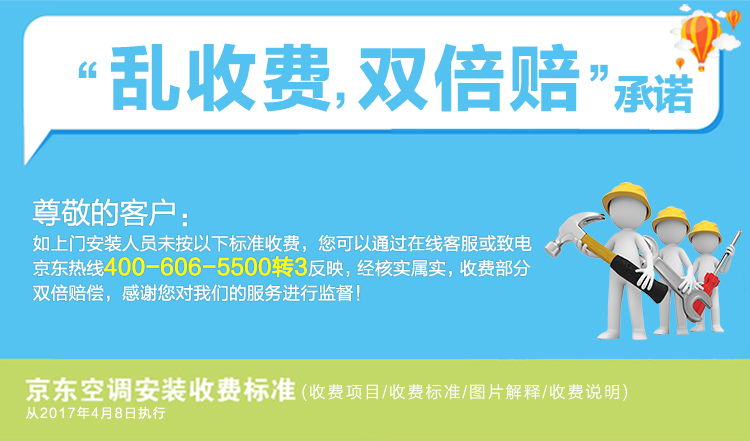 “乱收费，双倍赔”承诺
尊敬的客户：
如上门安装人员未按以下标准收费，您可以通过在线客服或致电
京东热线400-606-5500转3反映，经核实属实，收费部分
双倍赔偿，感谢您对我们的服务进行监督！
京东空调安装收费标准(收费项目/收费标准/图片解释/收费说明)
从2017年4月8日执行